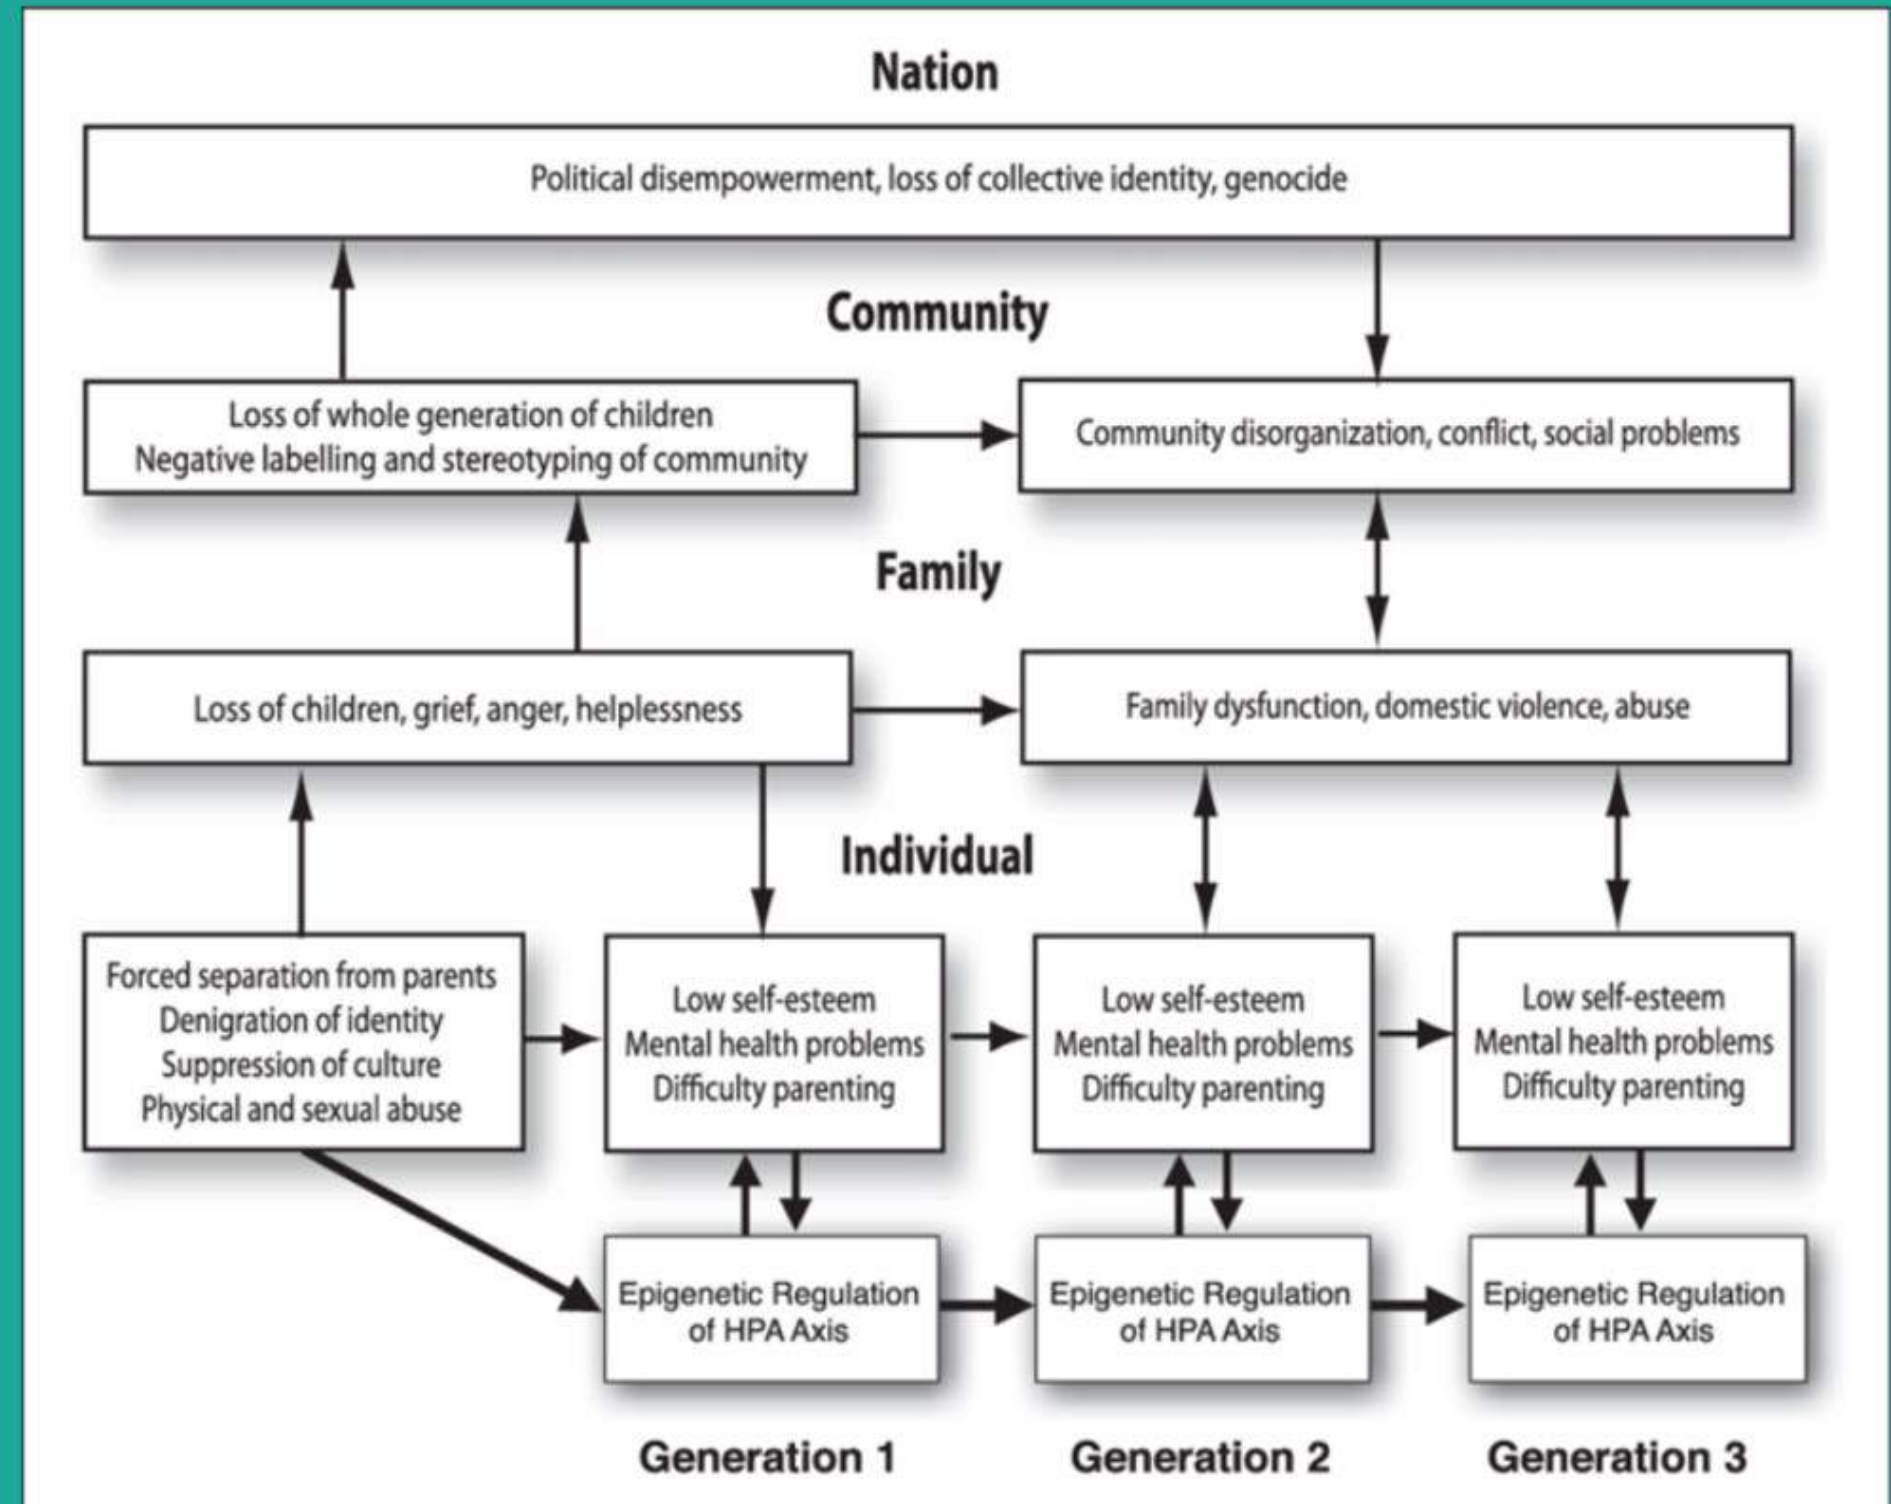 Nation
Political disempowerment, loss of collective identity, genocide
Community
Loss of whole generation of children
Negative labelling and stereotyping of community
Community disorganization, conflict, social problems
Family
Loss of children, grief, anger, helplessness
Family dysfunction, domestic violence, abuse
Individual
Forced separation from parents
Denigration of identity
Suppression of culture
Physical and sexual abuse
Low self-esteem
Mental health problems
Difficulty parenting
Low self-esteem
Mental health problems
Difficulty parenting
Low self-esteem
Mental health problems
Difficulty parenting
Epigenetic Regulation
of HPA Axis
Epigenetic Regulation
of HPA Axis
Epigenetic Regulation
of HPA Axis
Generation 1
Generation 2
Generation 3